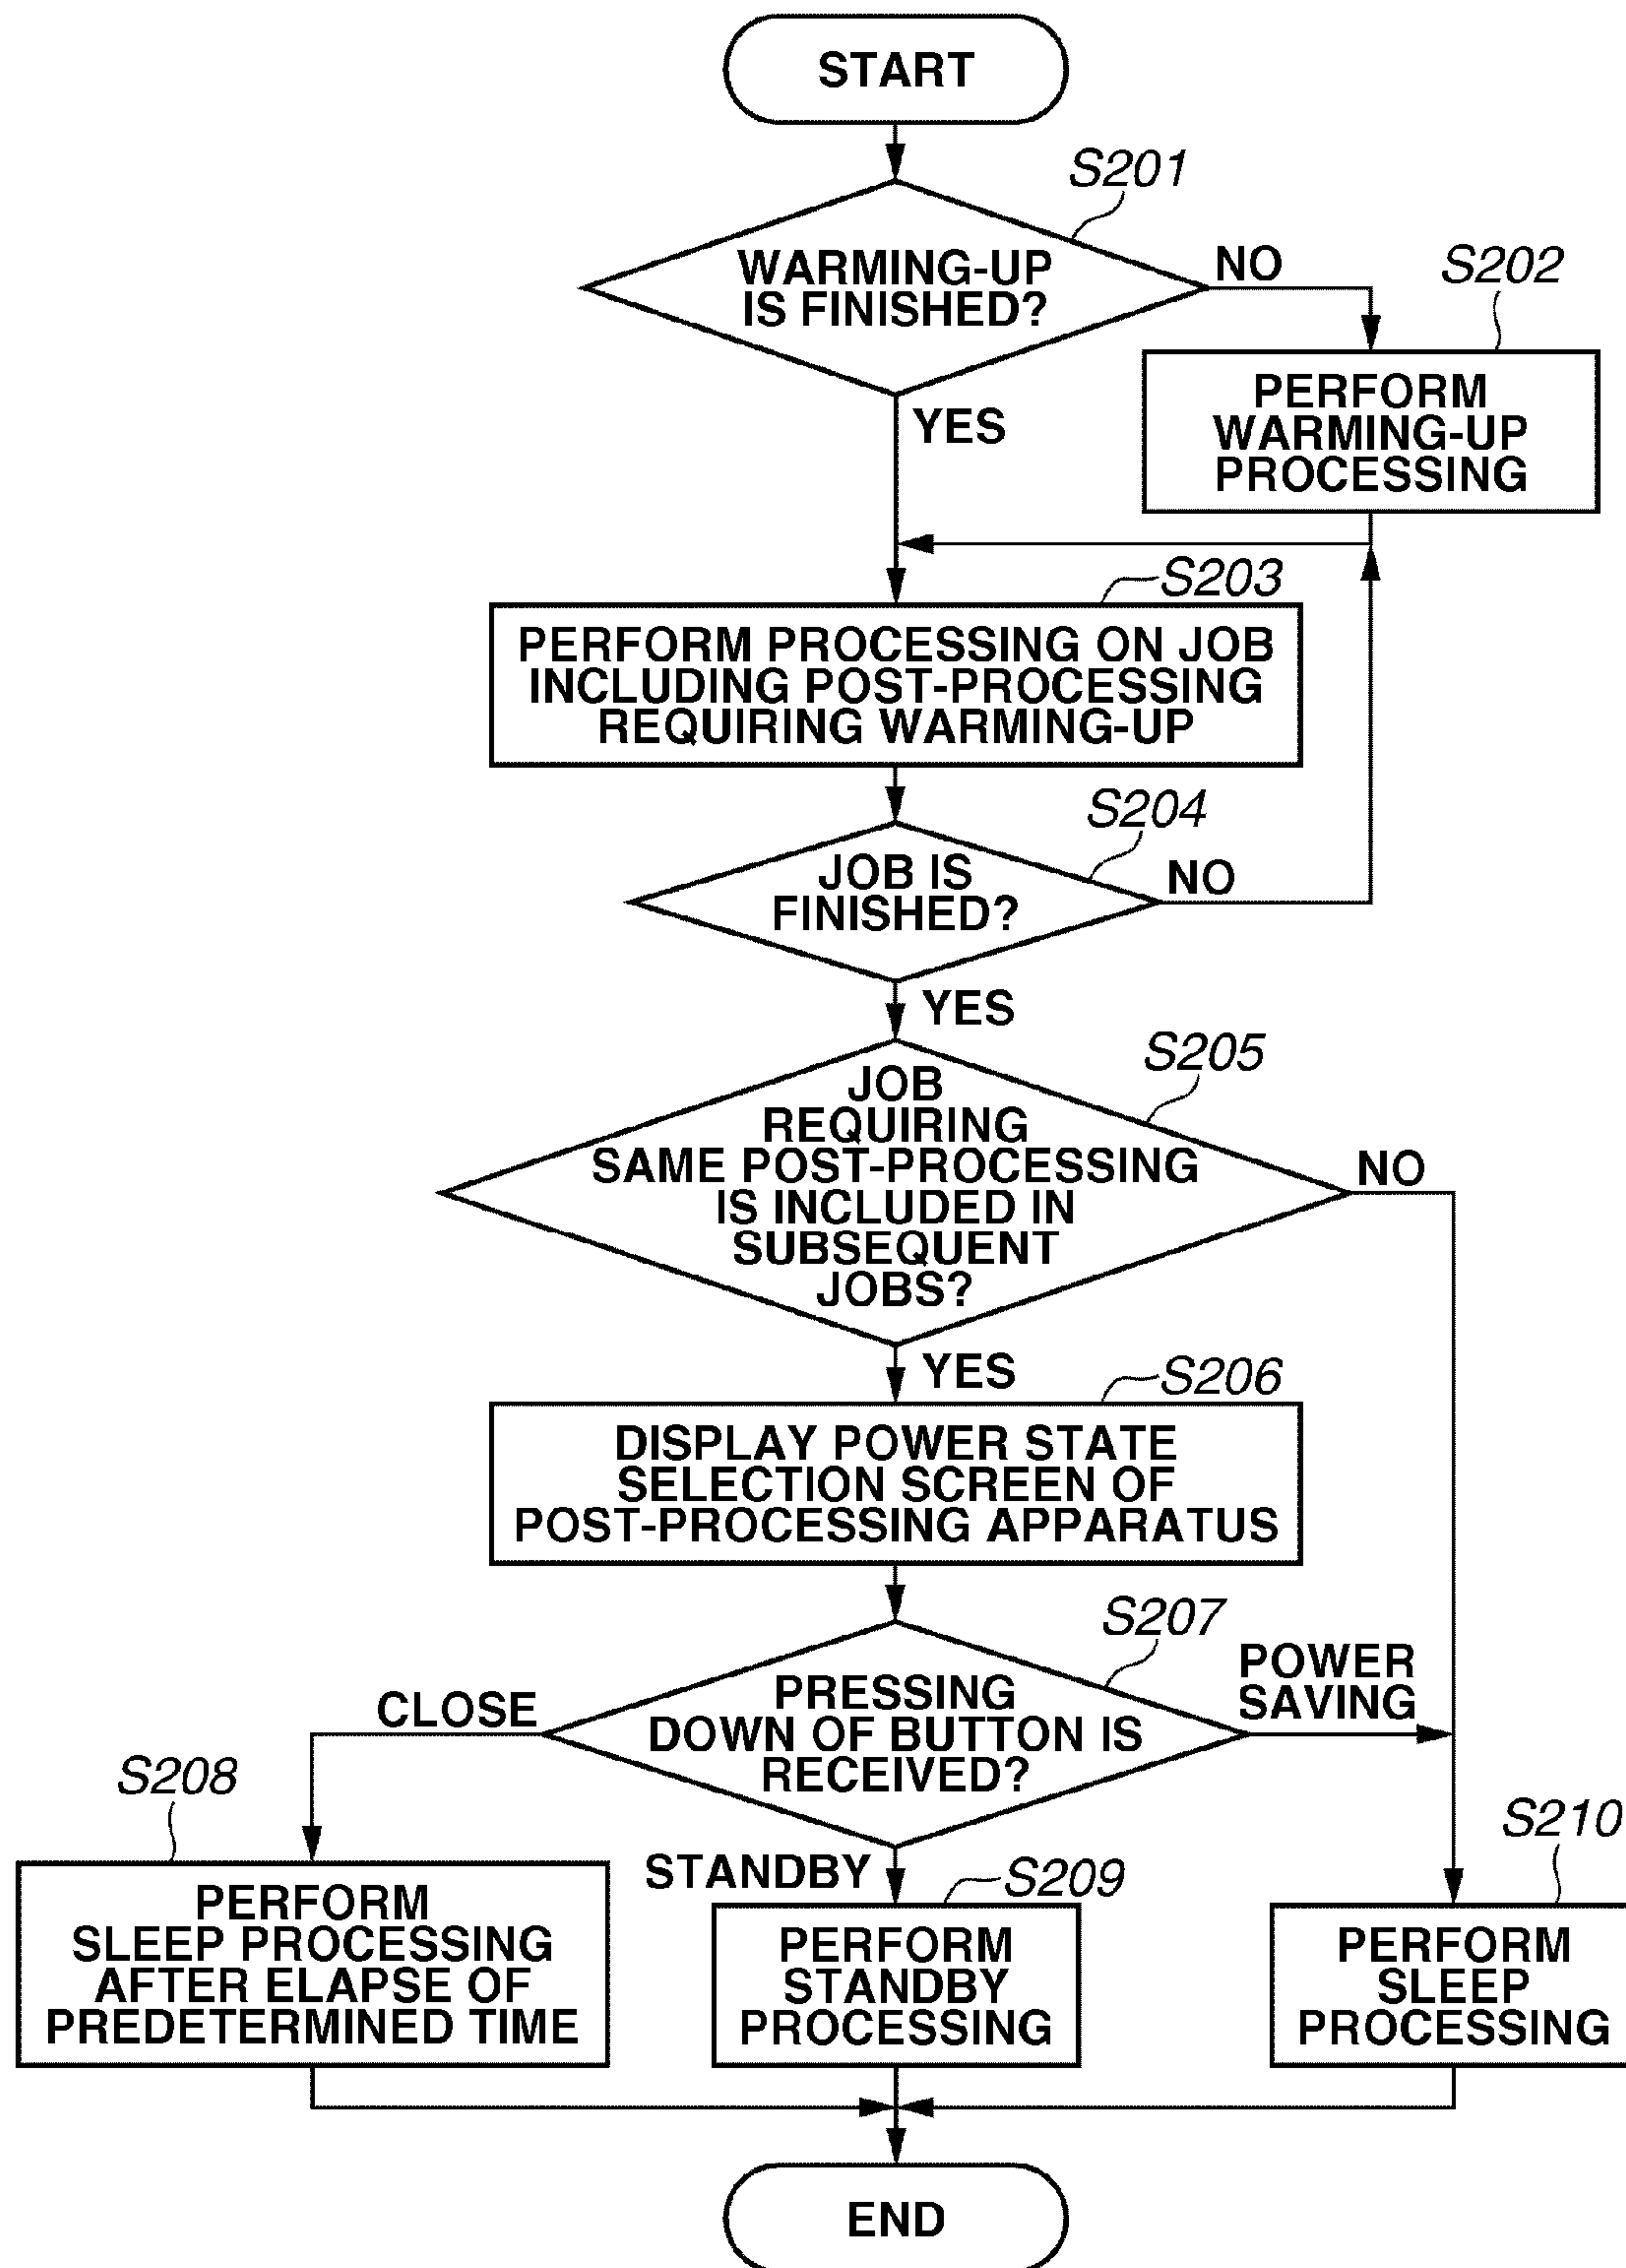 START
S201
WARMING-UP
IS FINISHED?
NO
S202
PERFORM
WARMING-UP
PROCESSING
YES
S203
PERFORM PROCESSING ON JOB
INCLUDING POST-PROCESSING
REQUIRING WARMING-UP
S204
JOB IS
FINISHED?
NO
YES
S205
JOB
REQUIRING
SAME POST-PROCESSING
IS INCLUDED IN
SUBSEQUENT
JOBS?
NO
YES
S206
DISPLAY POWER STATE
SELECTION SCREEN OF
POST-PROCESSING APPARATUS
S207
PRESSING
DOWN OF BUTTON IS
RECEIVED?
CLOSE
POWER
SAVING
STANDBY
S208
PERFORM
SLEEP PROCESSING
AFTER ELAPSE OF
PREDETERMINED TIME
S209
PERFORM
STANDBY
PROCESSING
S210
PERFORM
SLEEP
PROCESSING
END